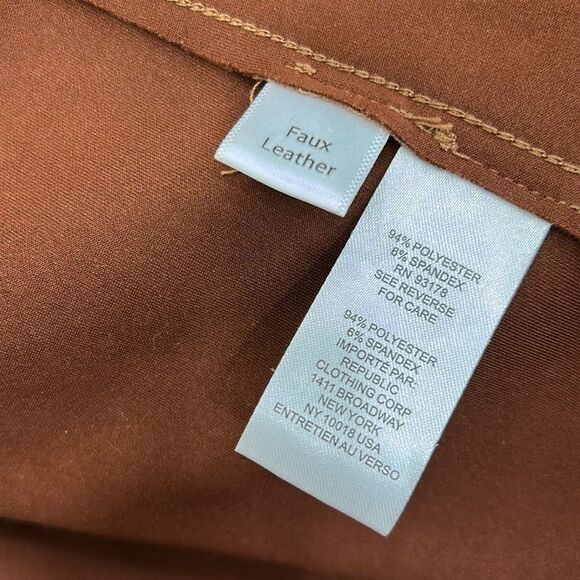 Faux
Leather
94% POLYESTER
6% SPANDEX
RN 93178
SEE REVERSE
FOR CARE
94% POLYESTER
6% SPANDEX
IMPORTÉ PAR-
REPUBLIC
CLOTHING CORP
1411 BROADWAY
NEW YORK
NY 10018 USA
ENTRETIEN AU VERSO